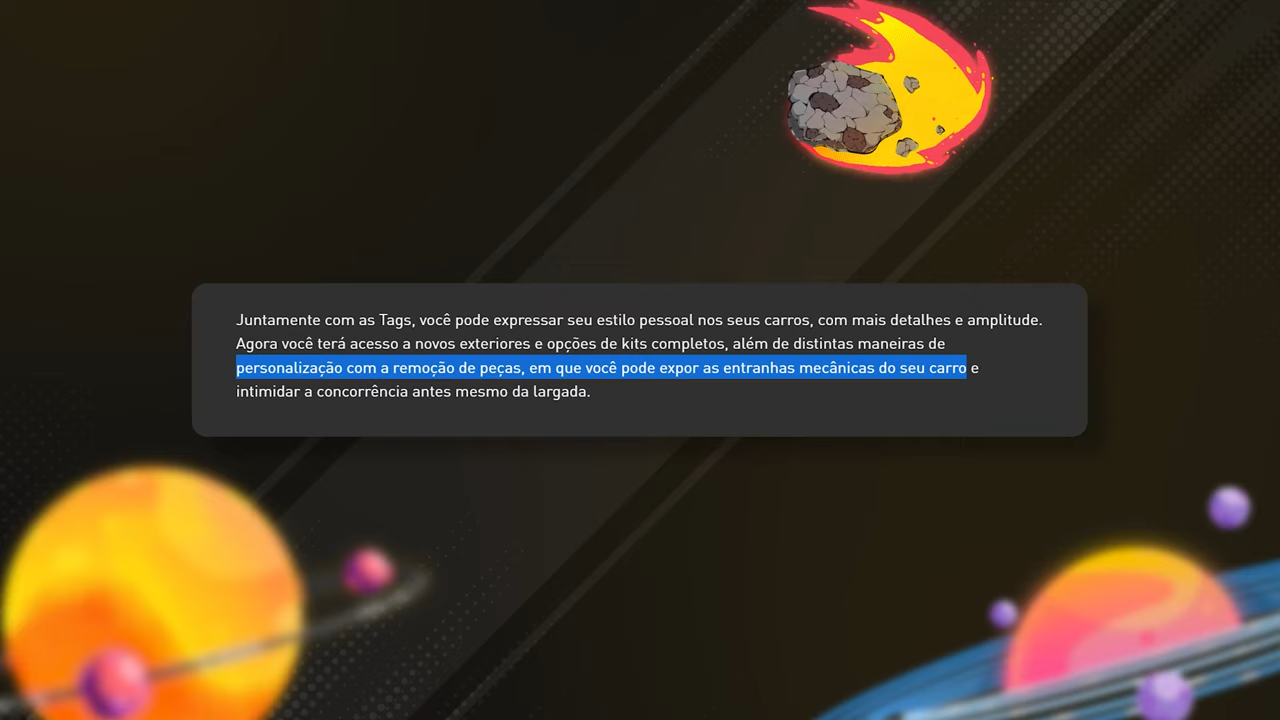 Juntamente com as Tags, você pode expressar seu estilo pessoal nos seus carros, com mais detalhes e amplitude.
Agora você terá acesso a novos exteriores e opções de kits completos, além de distintas maneiras de
personalização com a remoção de peças, em que você pode expor as entranhas mecânicas do seu carro e
intimidar a concorrência antes mesmo da largada.